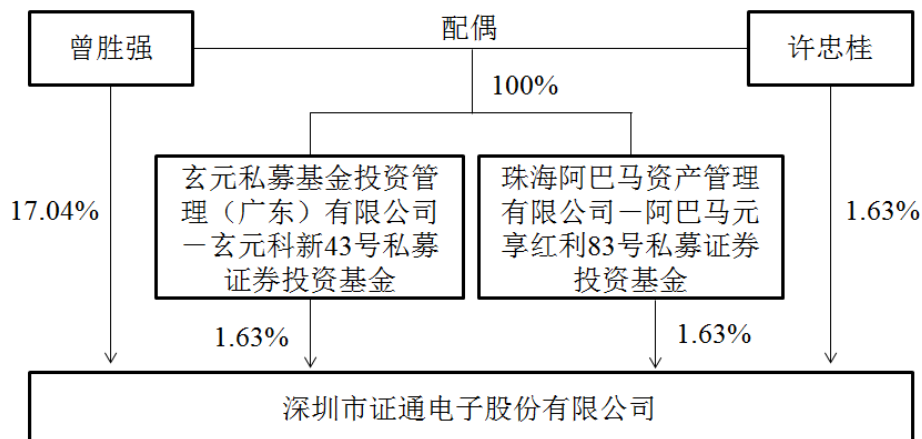 曾胜强
配偶
许忠桂
100%
17.04%
玄元私募基金投资管
理（广东）有限公司
－玄元科新43号私募
证券投资基金
珠海阿巴马资产管理
有限公司－阿巴马元
享红利83号私募证券
投资基金
1.63%
1.63%
1.63%
深圳市证通电子股份有限公司